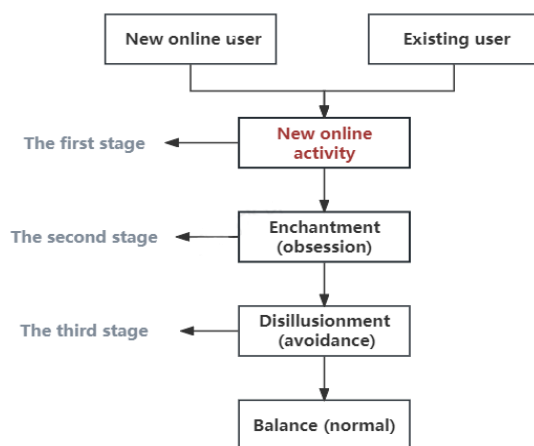 New online user
Existing user
The first stage
New online
activity
The second stage
Enchantment
(obsession)
The third stage
Disillusionment
(avoidance)
Balance (normal)